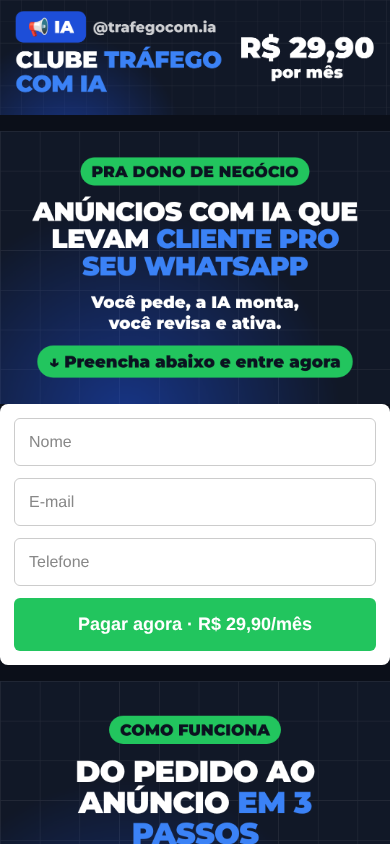 📢 IA @trafegocom.ia
CLUBE TRÁFEGO
COM IA
R$ 29,90
por mês
PRA DONO DE NEGÓCIO
ANÚNCIOS COM IA QUE
LEVAM CLIENTE PRO
SEU WHATSAPP
Você pede, a IA monta,
você revisa e ativa.
↓ Preencha abaixo e entre agora
Nome
E-mail
Telefone
Pagar agora · R$ 29,90/mês
COMO FUNCIONA
DO PEDIDO AO
ANÚNCIO EM 3
PASSOS